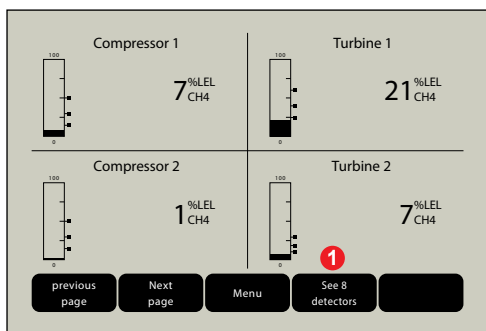 Compressor 1
100
7 %LEL
CH4
0
Turbine 1
100
21 %LEL
CH4
0
Compressor 2
100
1 %LEL
CH4
0
Turbine 2
100
7 %LEL
CH4
0
1
previous
page
Next
page
Menu
See 8
detectors